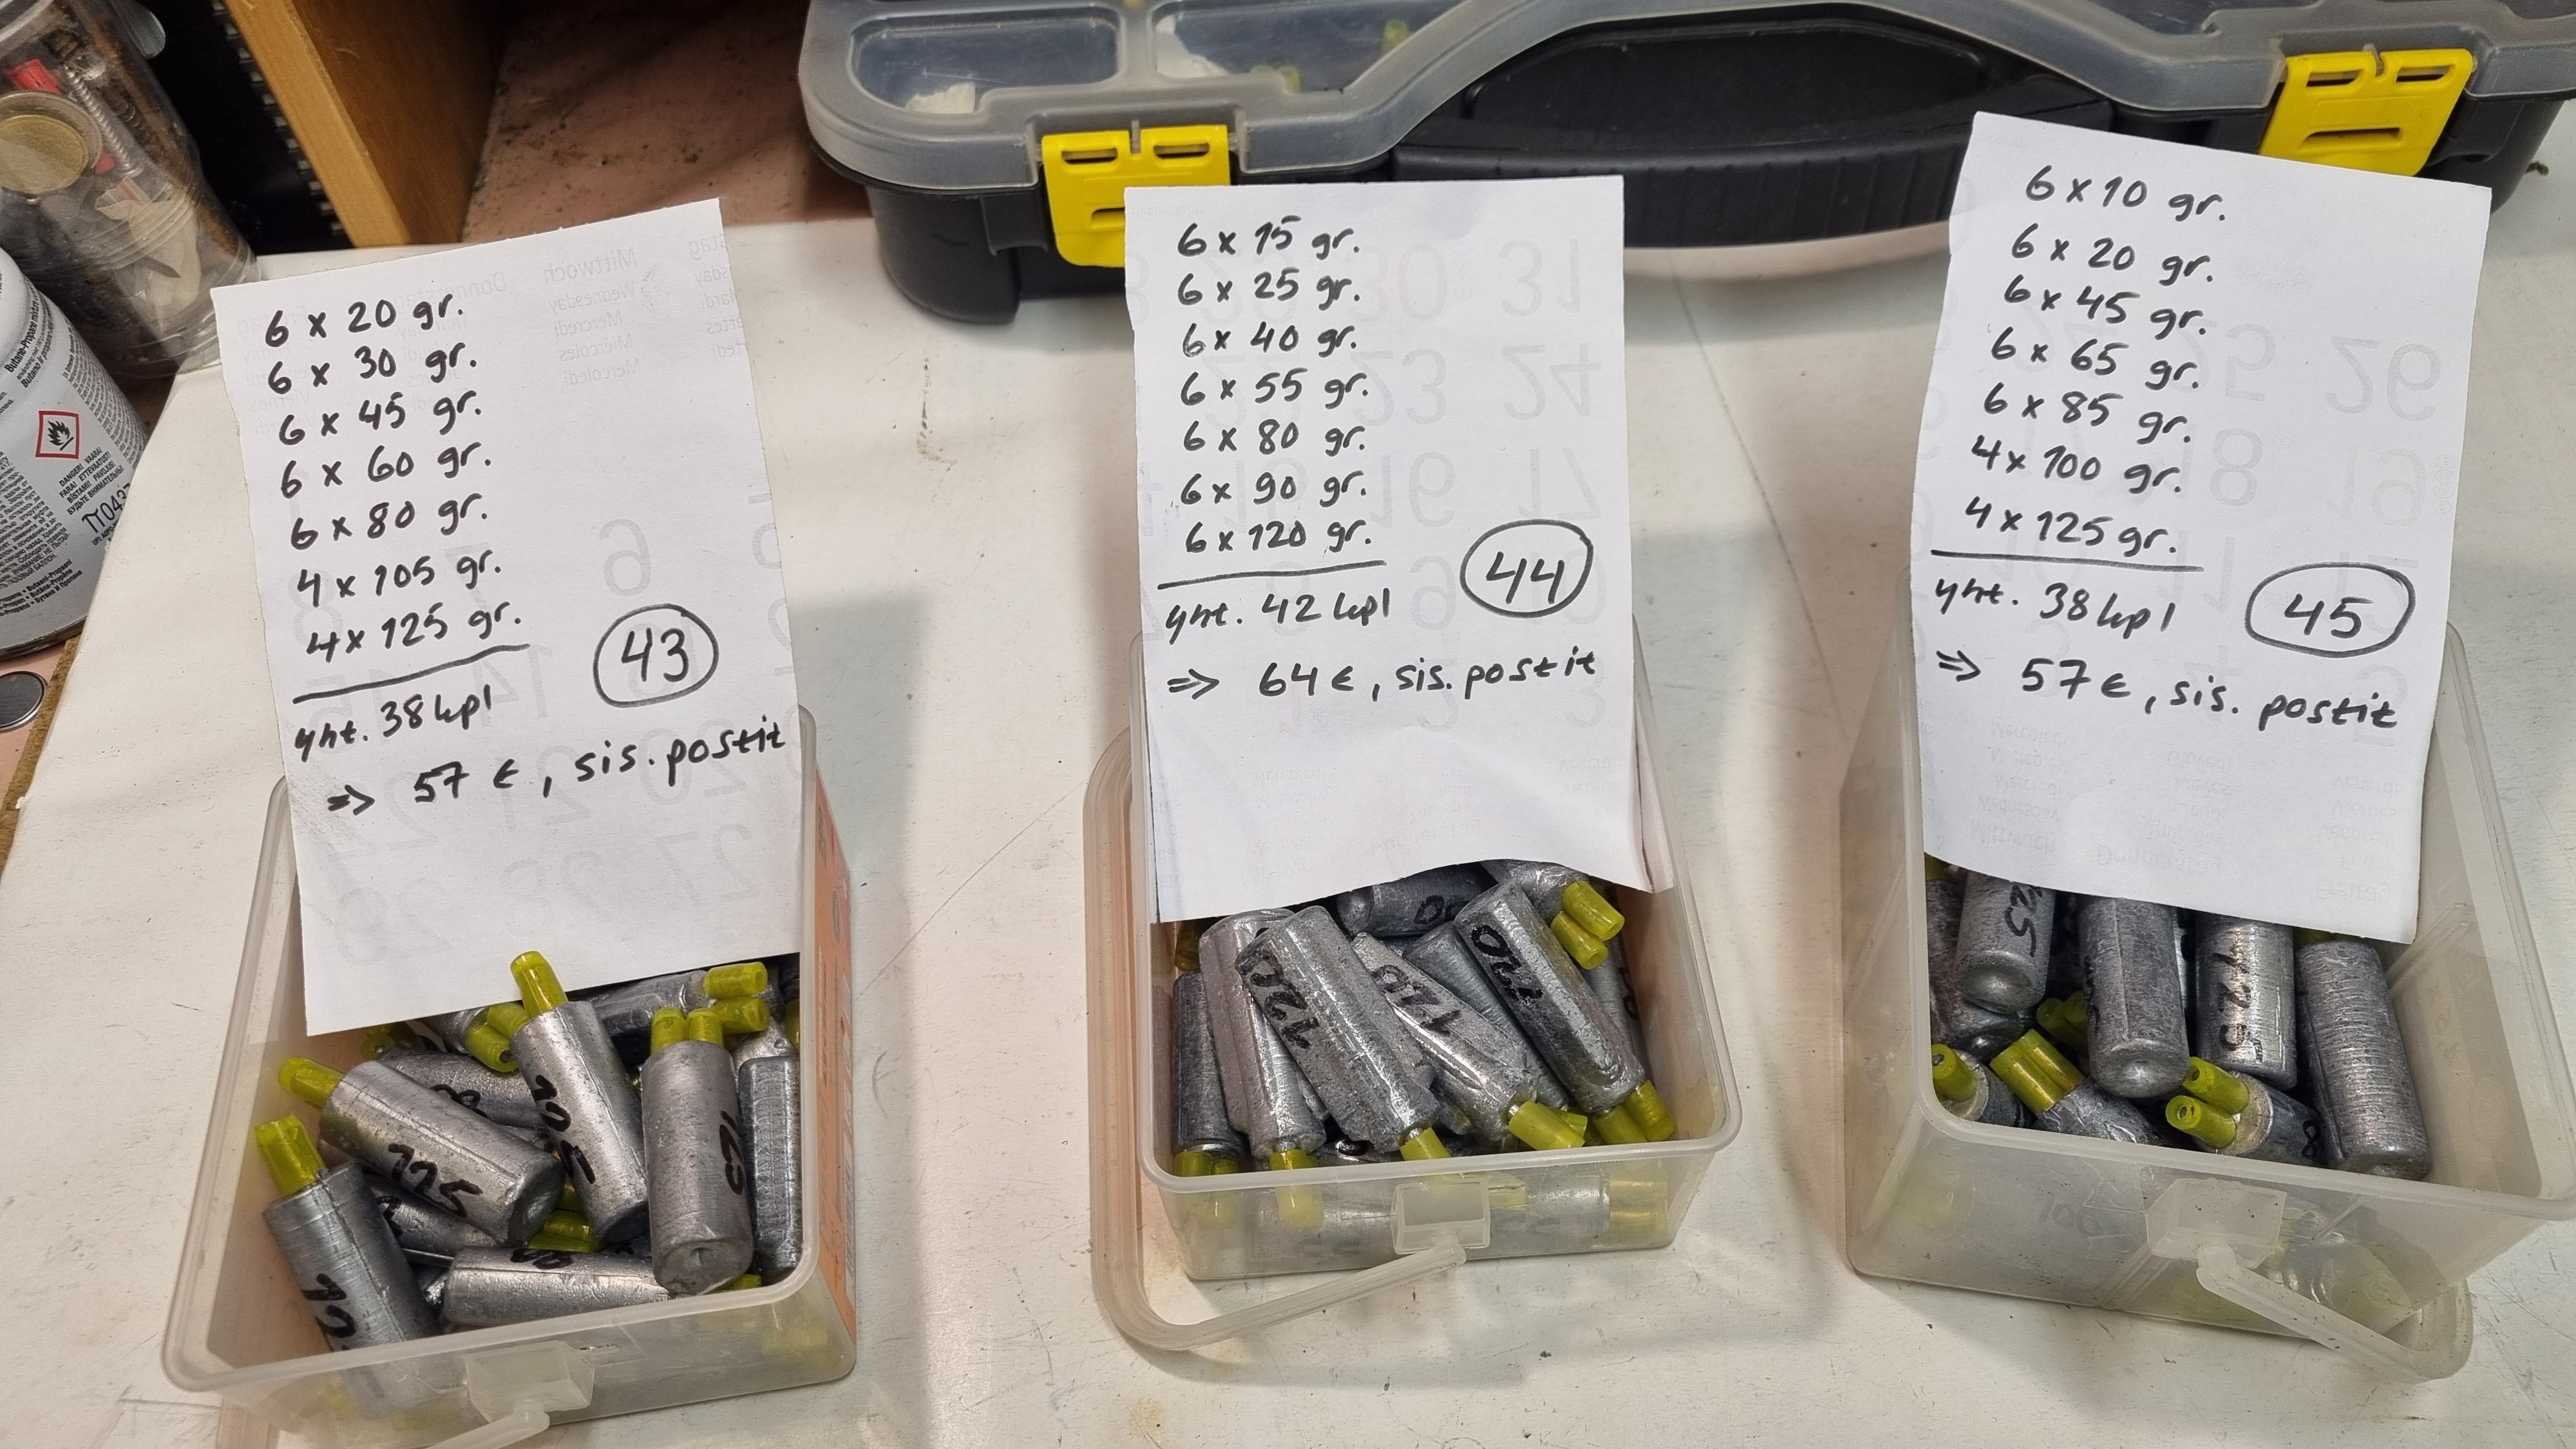 6 x 20 gr.
6 x 30 gr.
6 x 45 gr.
6 x 60 gr.
6 x 80 gr.
4 x 105 gr.
4 x 125 gr.
yht. 38 kpl
43
=> 57 €, sis. postit
6 x 15 gr.
6 x 25 gr.
6 x 40 gr.
6 x 55 gr.
6 x 80 gr.
6 x 90 gr.
6 x 120 gr.
yht. 42 kpl
44
=> 64 €, sis. postit
6 x 10 gr.
6 x 20 gr.
6 x 45 gr.
6 x 65 gr.
6 x 85 gr.
4 x 100 gr.
4 x 125 gr.
yht. 38 kpl
45
=> 57 €, sis. postit
105
120
120
125